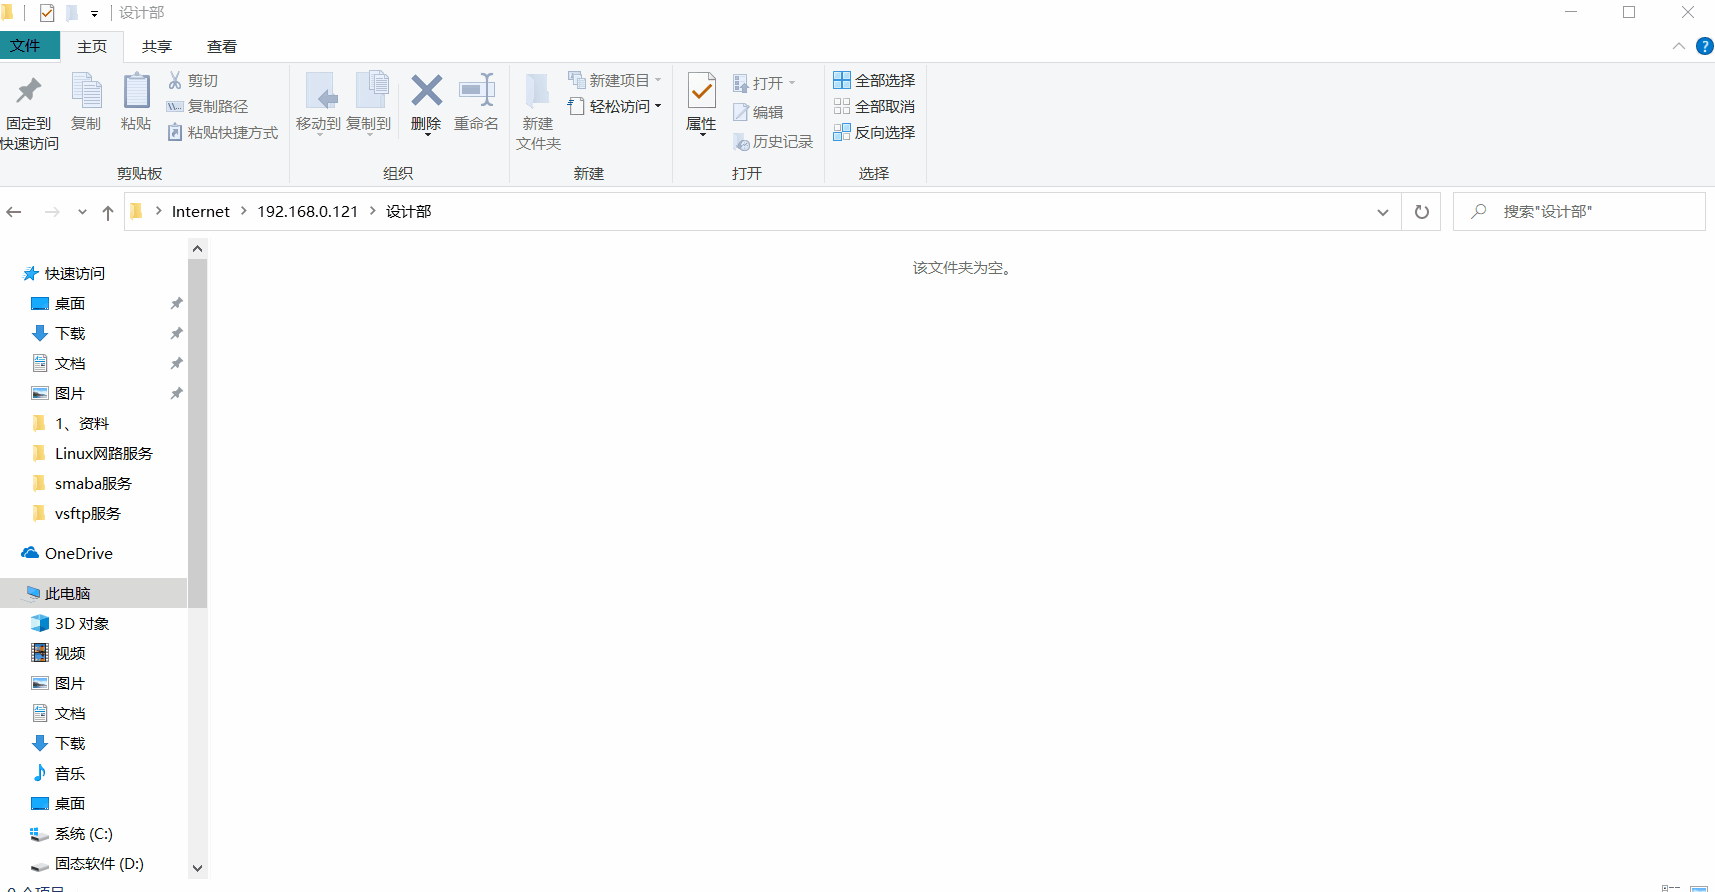 设计部
文件 主页 共享 查看
固定到
快速访问
复制
粘贴
剪切
复制路径
粘贴快捷方式
剪贴板
移动到
复制到
删除
重命名
组织
新建
文件夹
新建项目
轻松访问
新建
属性
打开
编辑
历史记录
打开
全部选择
全部取消
反向选择
选择
Internet 192.168.0.121 设计部
搜索"设计部"
该文件夹为空。
快速访问
桌面
下载
文档
图片
1、资料
Linux网路服务
smaba服务
vsftp服务
OneDrive
此电脑
3D 对象
视频
图片
文档
下载
音乐
桌面
系统 (C:)
固态软件 (D:)
0 个项目